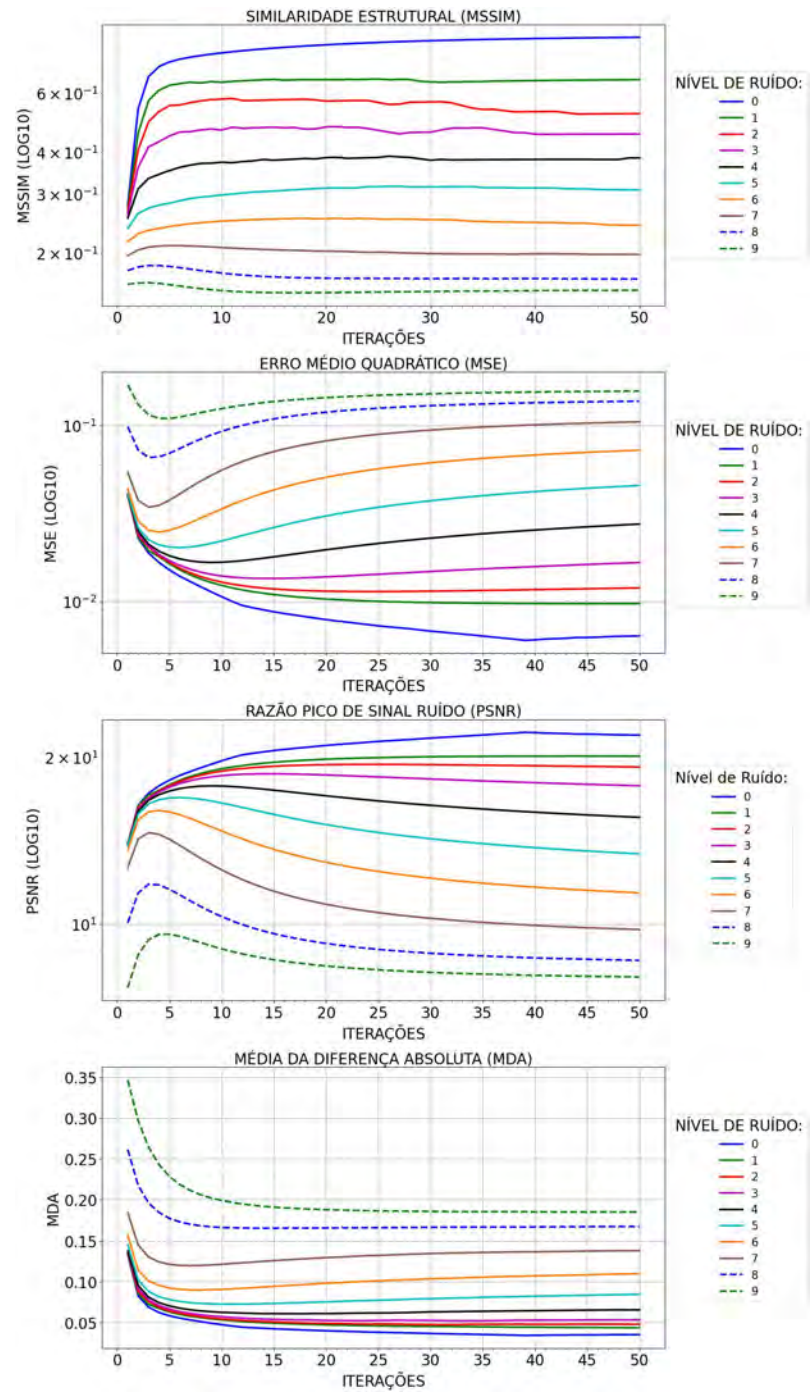 SIMILARIDADE ESTRUTURAL (MSSIM)
6 × 10⁻¹
4 × 10⁻¹
3 × 10⁻¹
2 × 10⁻¹
MSSIM (LOG10)
0 5 10 15 20 25 30 35 40 45 50
ITERAÇÕES
NÍVEL DE RUÍDO:
0
1
2
3
4
5
6
7
8
9
ERRO MÉDIO QUADRÁTICO (MSE)
10⁻¹
10⁻²
MSE (LOG10)
0 5 10 15 20 25 30 35 40 45 50
ITERAÇÕES
NÍVEL DE RUÍDO:
0
1
2
3
4
5
6
7
8
9
RAZÃO PICO DE SINAL RUÍDO (PSNR)
2 × 10¹
10¹
PSNR (LOG10)
0 5 10 15 20 25 30 35 40 45 50
ITERAÇÕES
Nível de Ruído:
0
1
2
3
4
5
6
7
8
9
MÉDIA DA DIFERENÇA ABSOLUTA (MDA)
0.35
0.30
0.25
0.20
0.15
0.10
0.05
MDA
0 5 10 15 20 25 30 35 40 45 50
ITERAÇÕES
NÍVEL DE RUÍDO:
0
1
2
3
4
5
6
7
8
9